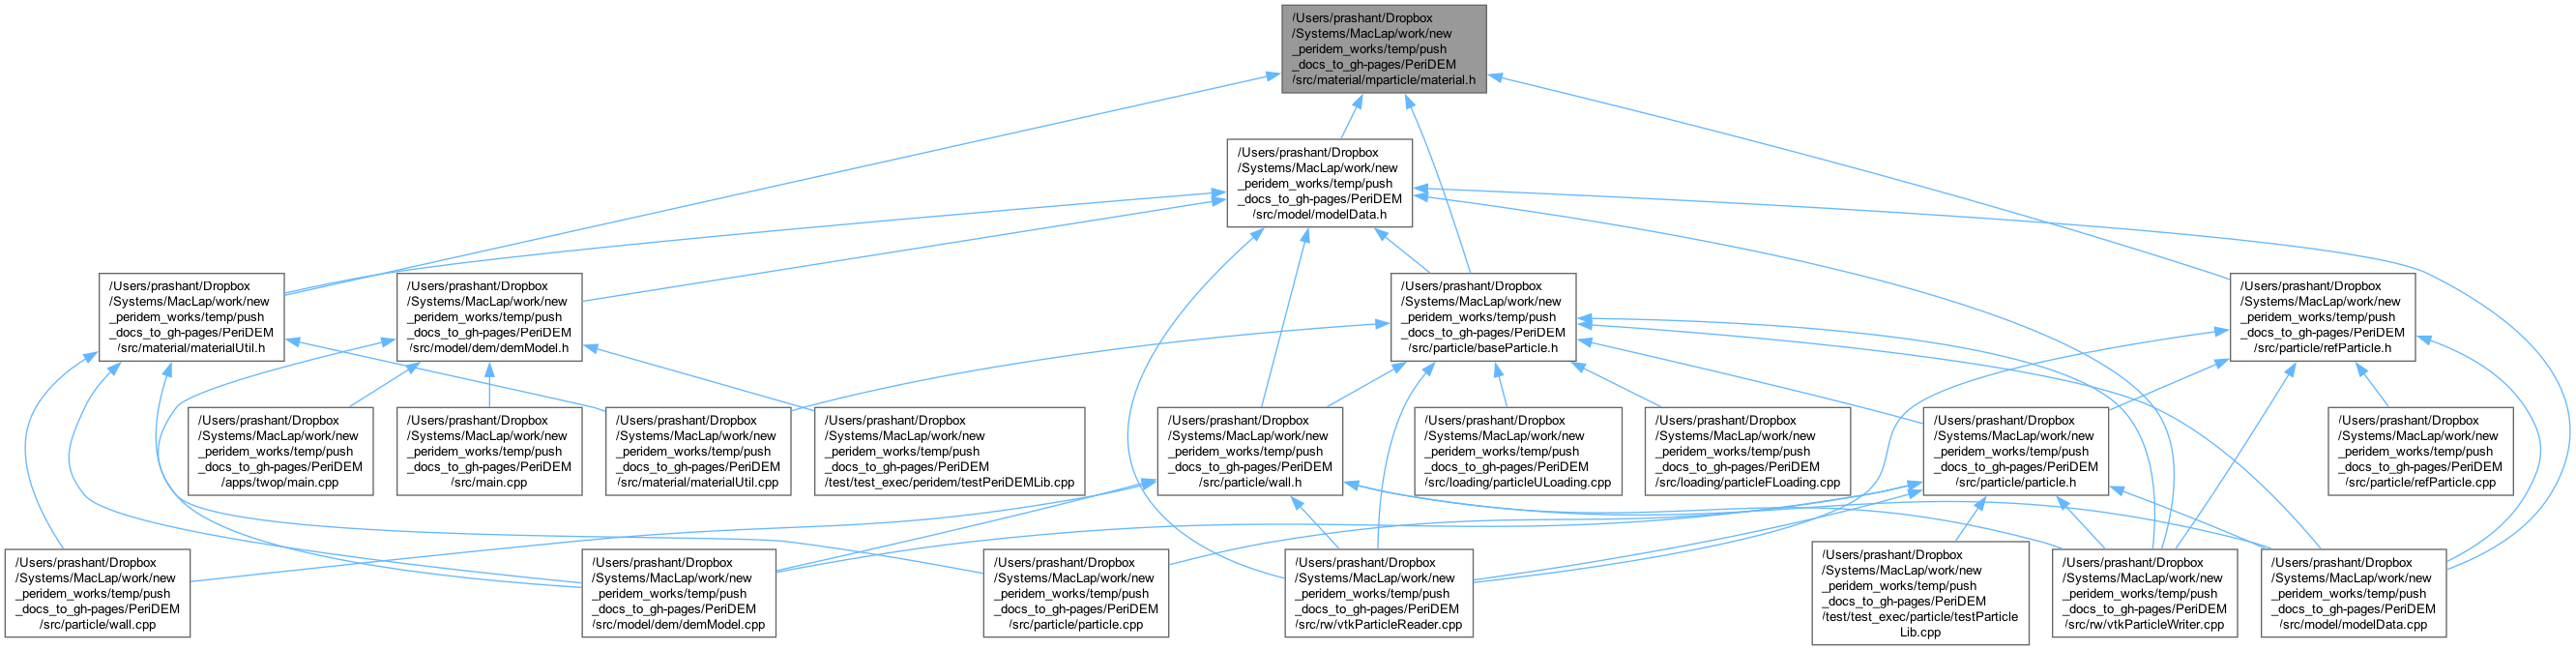 /Users/prashant/Dropbox
/Systems/MacLap/work/new
_peridem_works/temp/push
_docs_to_gh-pages/PeriDEM
/src/material/mparticle/material.h
/Users/prashant/Dropbox
/Systems/MacLap/work/new
_peridem_works/temp/push
_docs_to_gh-pages/PeriDEM
/src/model/modelData.h
/Users/prashant/Dropbox
/Systems/MacLap/work/new
_peridem_works/temp/push
_docs_to_gh-pages/PeriDEM
/src/material/materialUtil.h
/Users/prashant/Dropbox
/Systems/MacLap/work/new
_peridem_works/temp/push
_docs_to_gh-pages/PeriDEM
/src/model/dem/demModel.h
/Users/prashant/Dropbox
/Systems/MacLap/work/new
_peridem_works/temp/push
_docs_to_gh-pages/PeriDEM
/src/particle/baseParticle.h
/Users/prashant/Dropbox
/Systems/MacLap/work/new
_peridem_works/temp/push
_docs_to_gh-pages/PeriDEM
/src/particle/refParticle.h
/Users/prashant/Dropbox
/Systems/MacLap/work/new
_peridem_works/temp/push
_docs_to_gh-pages/PeriDEM
/apps/twop/main.cpp
/Users/prashant/Dropbox
/Systems/MacLap/work/new
_peridem_works/temp/push
_docs_to_gh-pages/PeriDEM
/src/main.cpp
/Users/prashant/Dropbox
/Systems/MacLap/work/new
_peridem_works/temp/push
_docs_to_gh-pages/PeriDEM
/src/material/materialUtil.cpp
/Users/prashant/Dropbox
/Systems/MacLap/work/new
_peridem_works/temp/push
_docs_to_gh-pages/PeriDEM
/test/test_exec/peridem/testPeriDEMLib.cpp
/Users/prashant/Dropbox
/Systems/MacLap/work/new
_peridem_works/temp/push
_docs_to_gh-pages/PeriDEM
/src/particle/wall.h
/Users/prashant/Dropbox
/Systems/MacLap/work/new
_peridem_works/temp/push
_docs_to_gh-pages/PeriDEM
/src/loading/particleULoading.cpp
/Users/prashant/Dropbox
/Systems/MacLap/work/new
_peridem_works/temp/push
_docs_to_gh-pages/PeriDEM
/src/loading/particleFLoading.cpp
/Users/prashant/Dropbox
/Systems/MacLap/work/new
_peridem_works/temp/push
_docs_to_gh-pages/PeriDEM
/src/particle/particle.h
/Users/prashant/Dropbox
/Systems/MacLap/work/new
_peridem_works/temp/push
_docs_to_gh-pages/PeriDEM
/src/particle/refParticle.cpp
/Users/prashant/Dropbox
/Systems/MacLap/work/new
_peridem_works/temp/push
_docs_to_gh-pages/PeriDEM
/src/particle/wall.cpp
/Users/prashant/Dropbox
/Systems/MacLap/work/new
_peridem_works/temp/push
_docs_to_gh-pages/PeriDEM
/src/model/dem/demModel.cpp
/Users/prashant/Dropbox
/Systems/MacLap/work/new
_peridem_works/temp/push
_docs_to_gh-pages/PeriDEM
/src/particle/particle.cpp
/Users/prashant/Dropbox
/Systems/MacLap/work/new
_peridem_works/temp/push
_docs_to_gh-pages/PeriDEM
/src/rw/vtkParticleReader.cpp
/Users/prashant/Dropbox
/Systems/MacLap/work/new
_peridem_works/temp/push
_docs_to_gh-pages/PeriDEM
/test/test_exec/particle/testParticle
Lib.cpp
/Users/prashant/Dropbox
/Systems/MacLap/work/new
_peridem_works/temp/push
_docs_to_gh-pages/PeriDEM
/src/rw/vtkParticleWriter.cpp
/Users/prashant/Dropbox
/Systems/MacLap/work/new
_peridem_works/temp/push
_docs_to_gh-pages/PeriDEM
/src/model/modelData.cpp